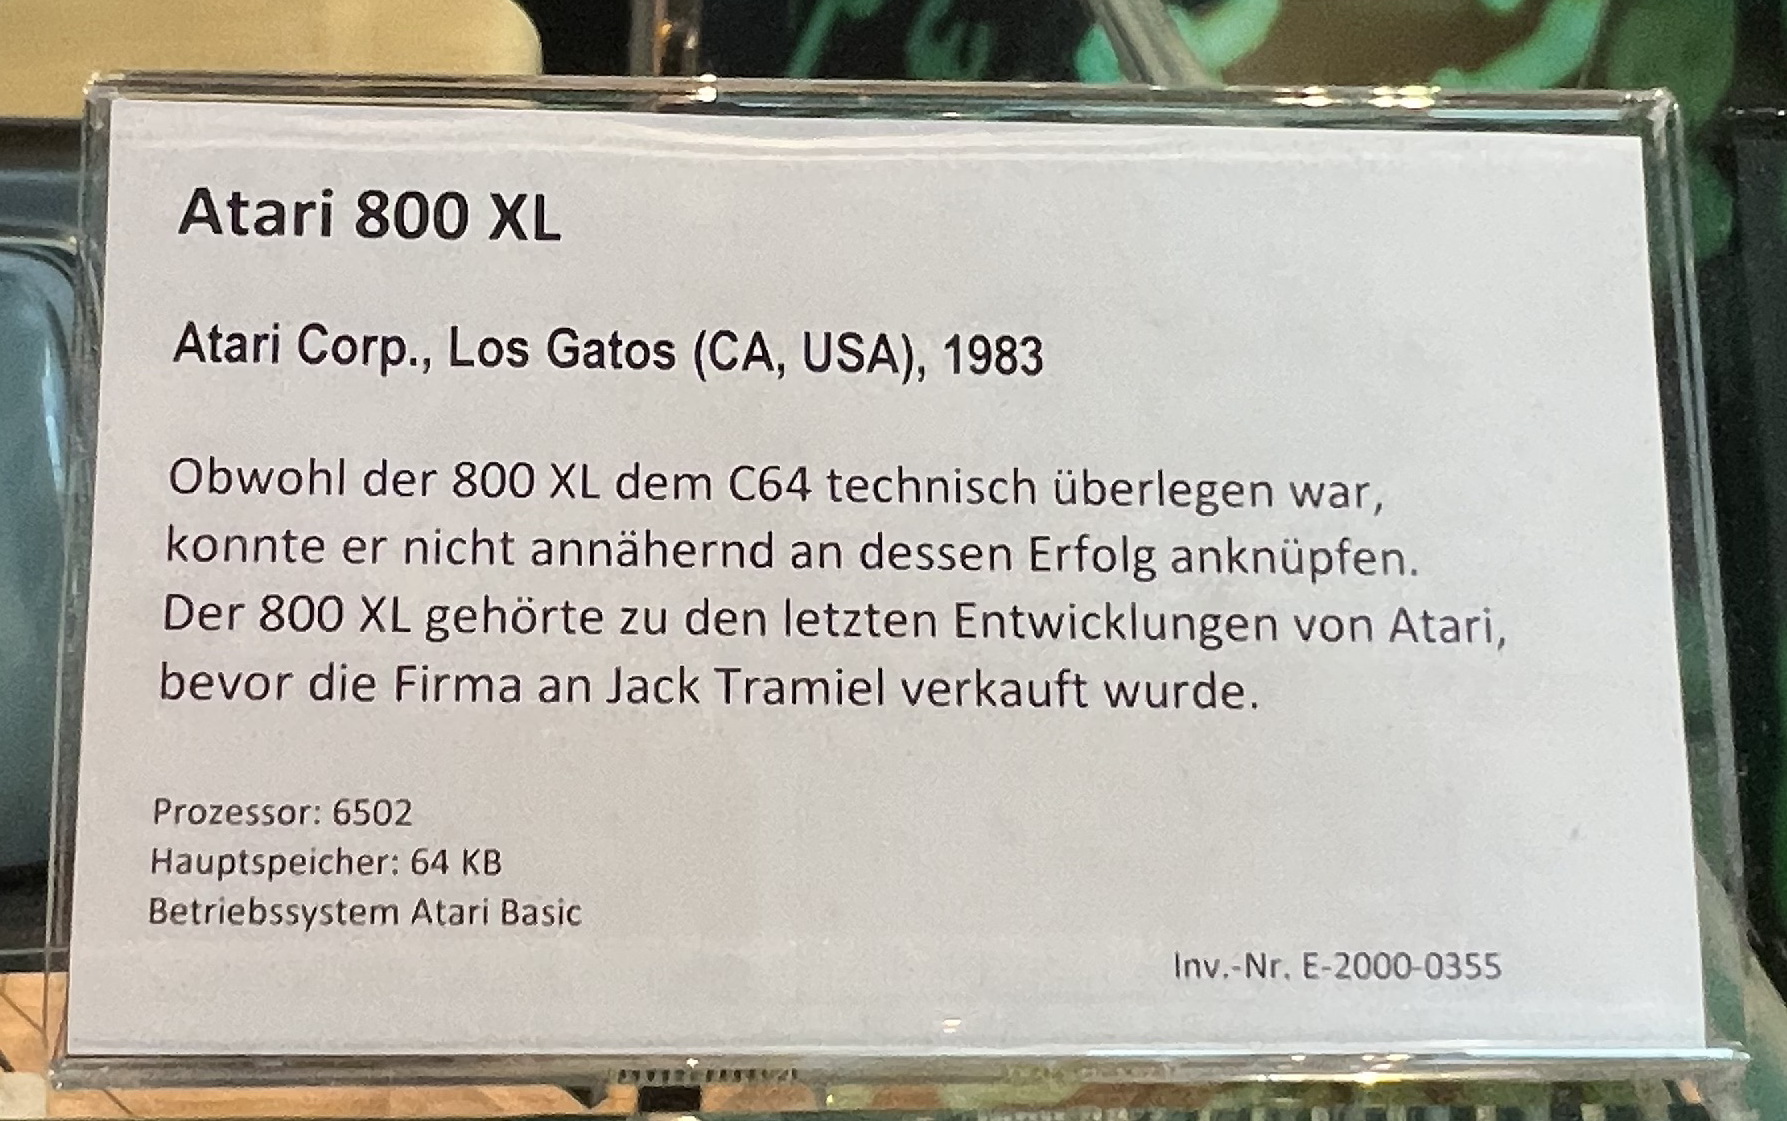 Atari 800 XL
Atari Corp., Los Gatos (CA, USA), 1983
Obwohl der 800 XL dem C64 technisch überlegen war,
konnte er nicht annähernd an dessen Erfolg anknüpfen.
Der 800 XL gehörte zu den letzten Entwicklungen von Atari,
bevor die Firma an Jack Tramiel verkauft wurde.
Prozessor: 6502
Hauptspeicher: 64 KB
Betriebssystem Atari Basic
Inv.-Nr. E-2000-0355